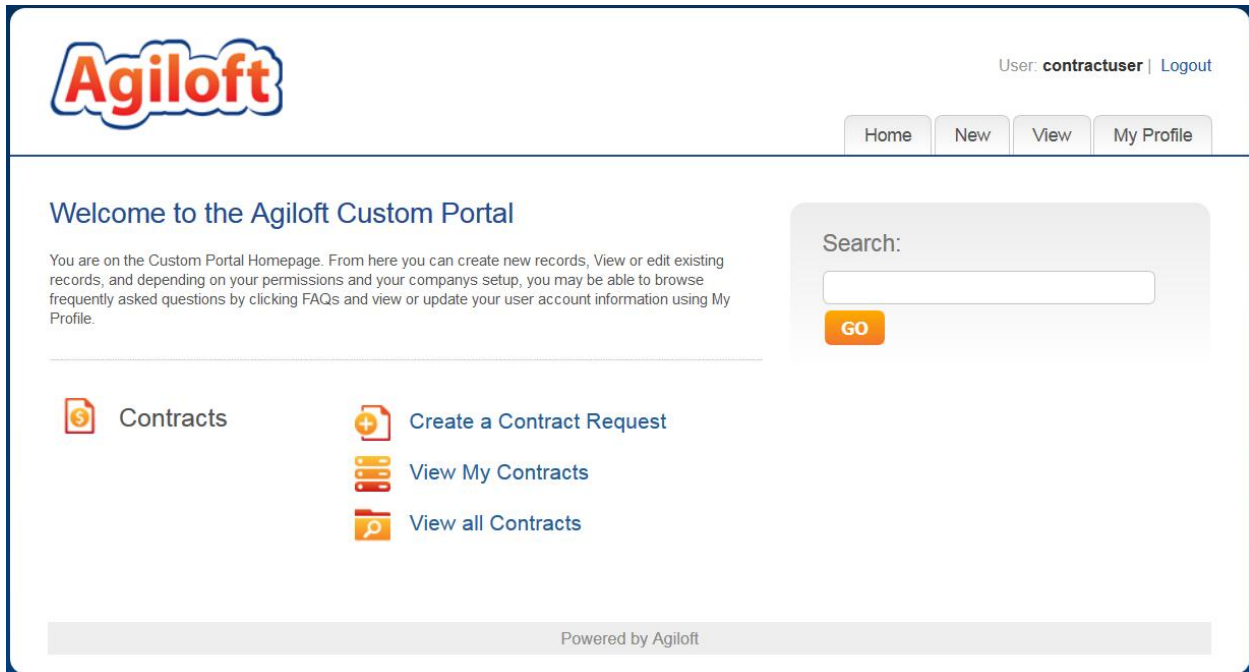 Agiloft
User: contractuser | Logout
Home New View My Profile
Welcome to the Agiloft Custom Portal
You are on the Custom Portal Homepage. From here you can create new records, View or edit existing
records, and depending on your permissions and your companys setup, you may be able to browse
frequently asked questions by clicking FAQs and view or update your user account information using My
Profile.
Search:
GO
Contracts
Create a Contract Request
View My Contracts
View all Contracts
Powered by Agiloft